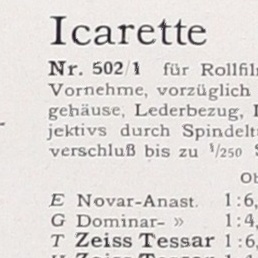 Icarette
Nr. 502/1 für Rollfil
Vornehme, vorzüglich
gehäuse, Lederbezug,
jektivs durch Spindelt
verschluß bis zu 1/250 S
Ob
E Novar-Anast. 1:6,
G Dominar- » 1:4,
T Zeiss Tessar 1:6,